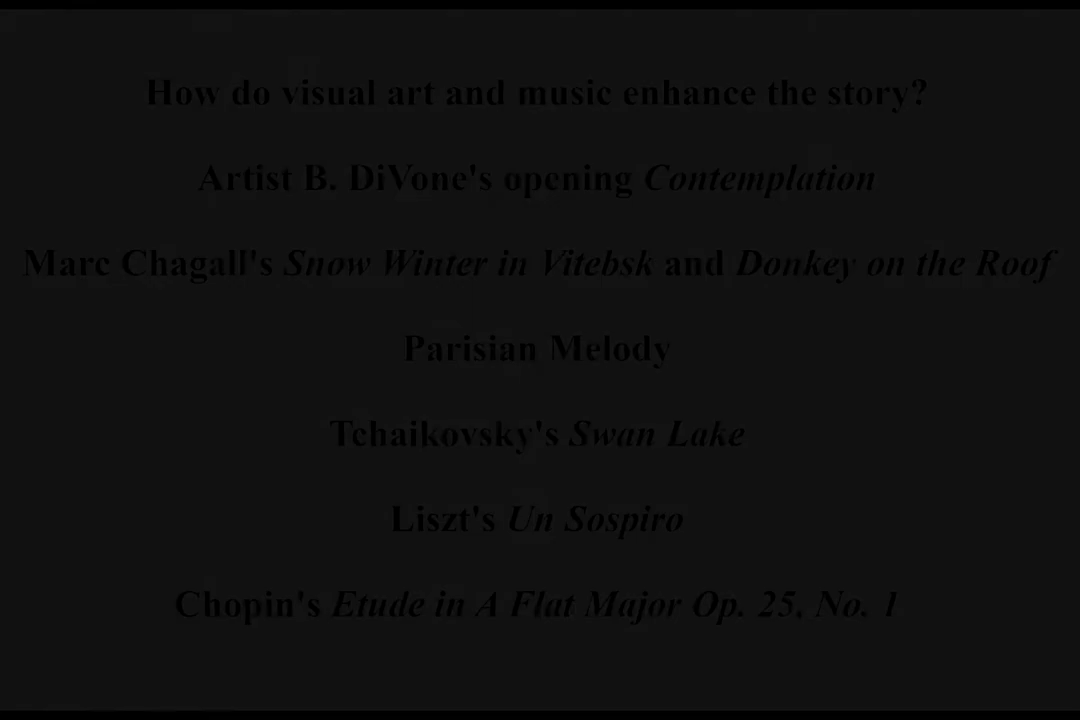 How do visual art and music enhance the story?
Artist B. DiVone's opening Contemplation
Marc Chagall's Snow Winter in Vitebsk and Donkey on the Roof
Parisian Melody
Tchaikovsky's Swan Lake
Liszt's Un Sospiro
Chopin's Etude in A Flat Major Op. 25, No. 1